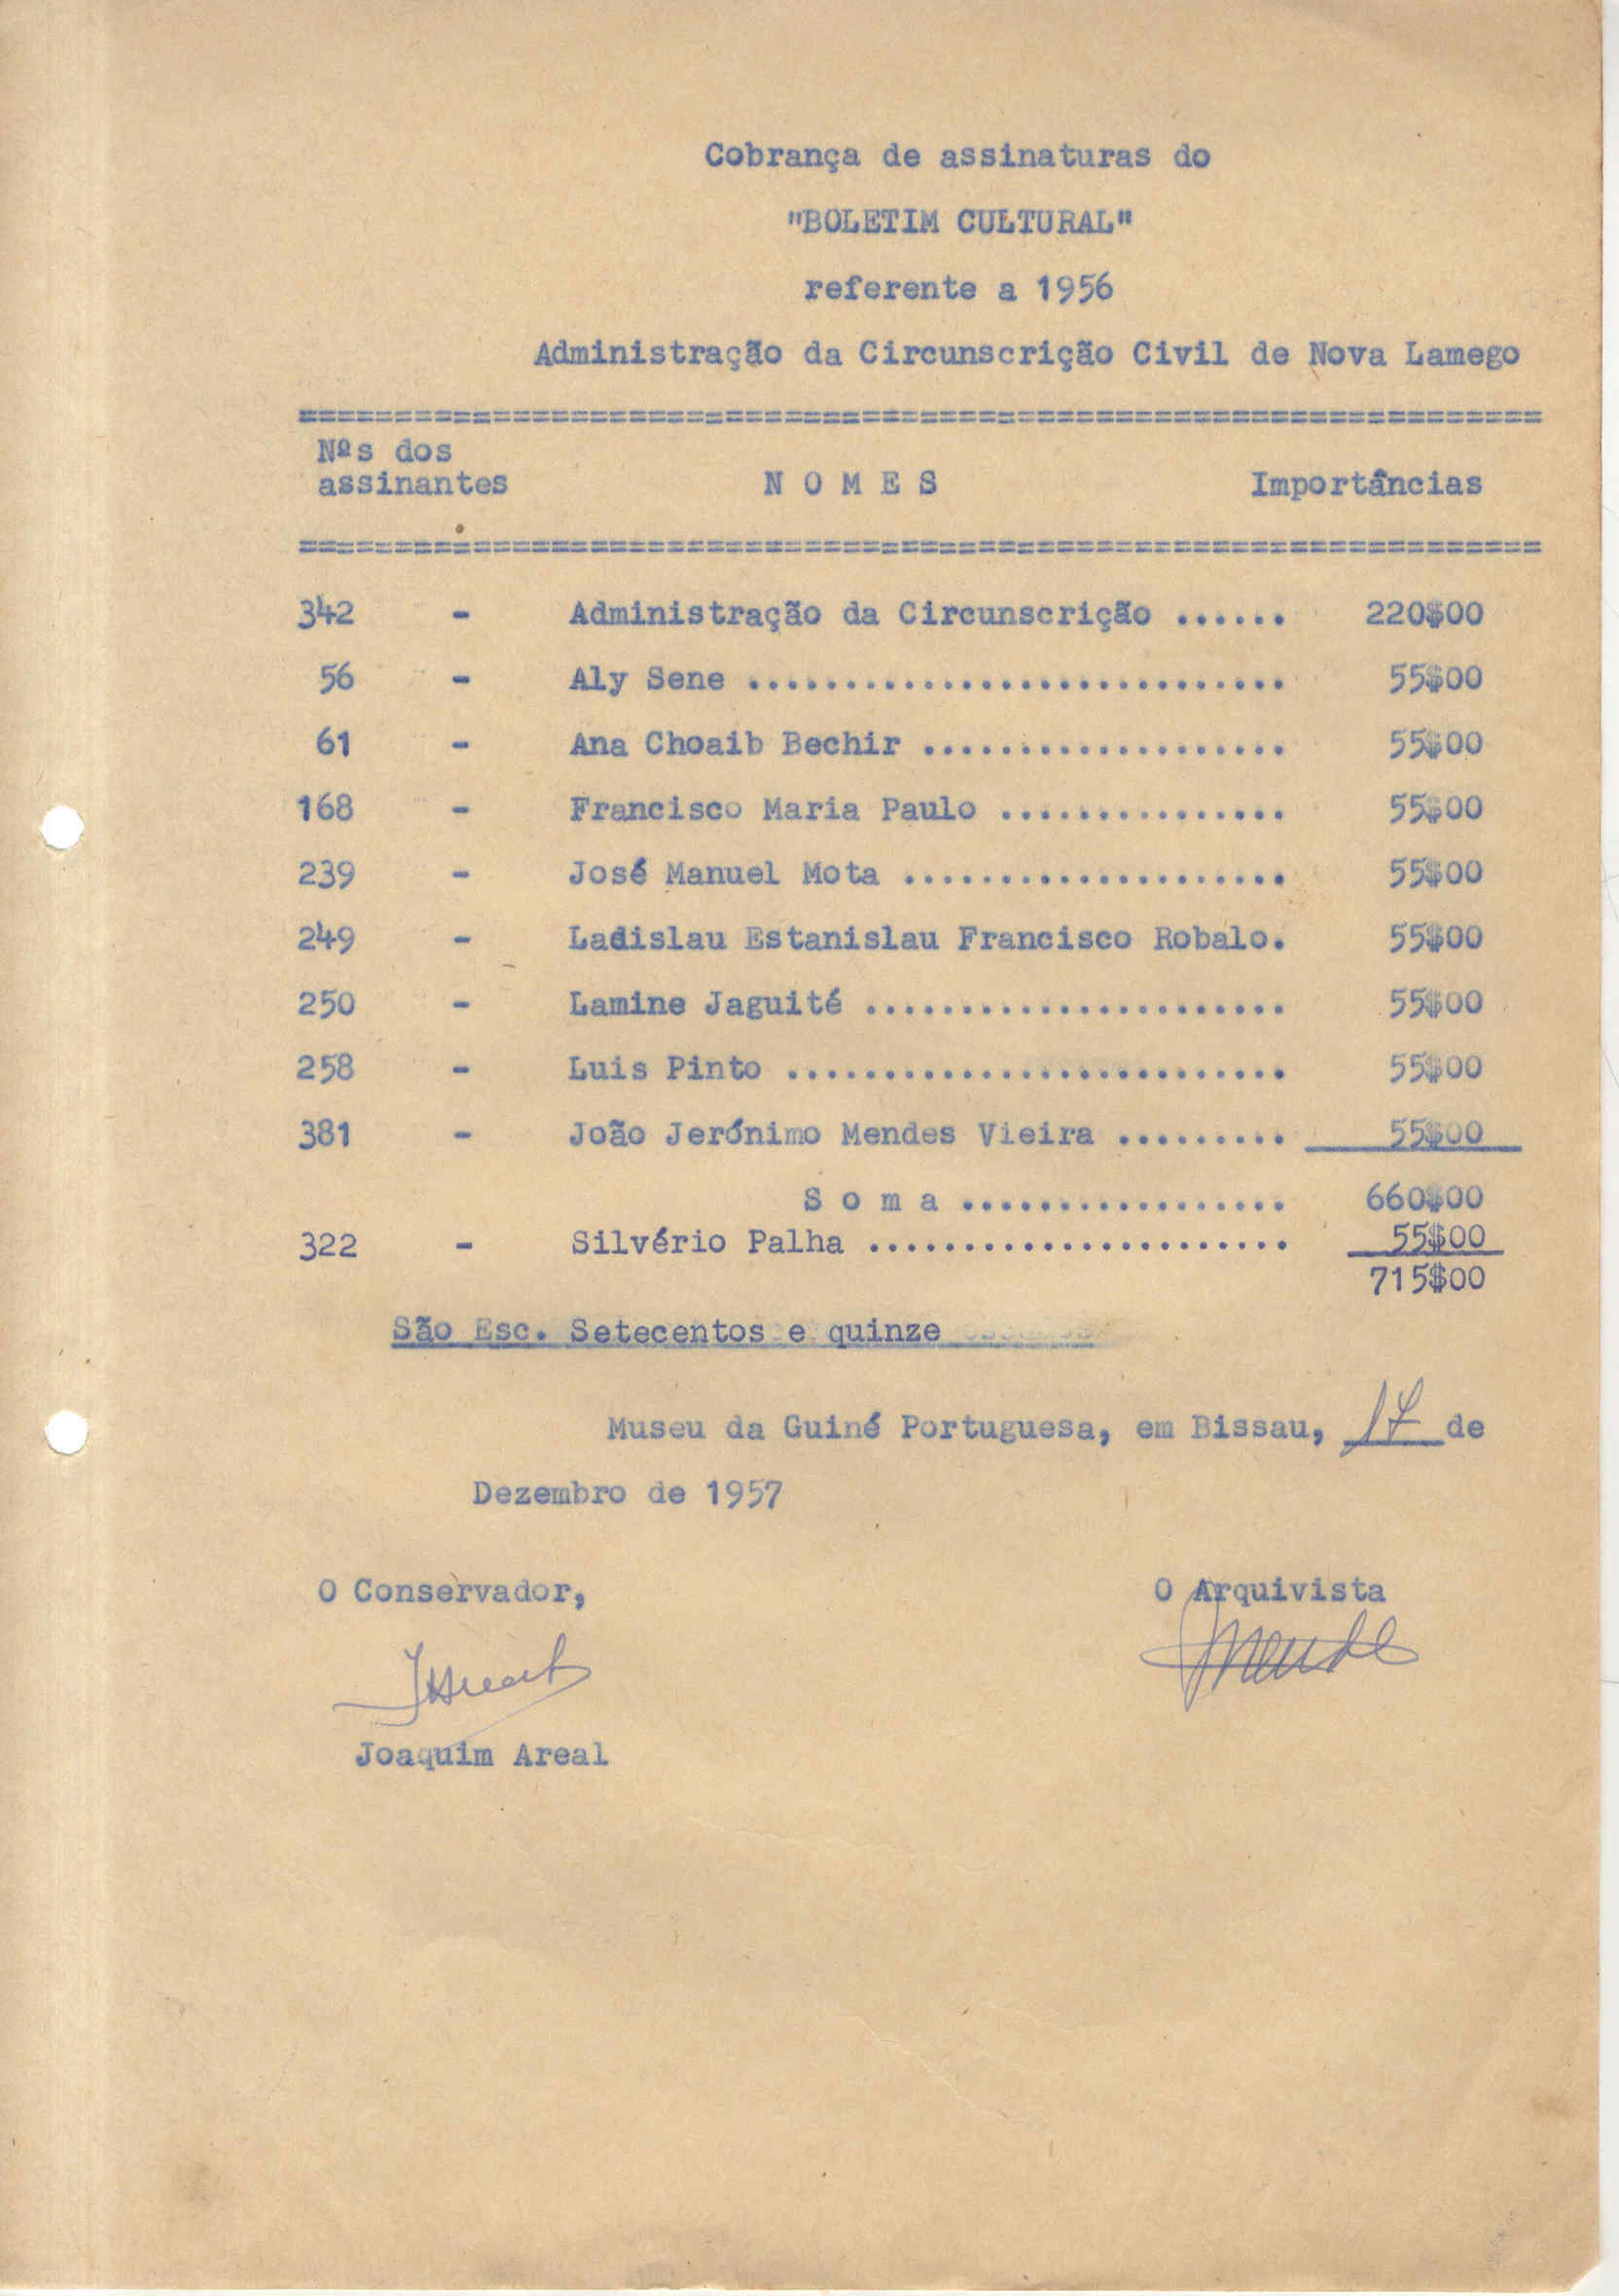 Cobrança de assinaturas do
"BOLETIM CULTURAL"
referente a 1956
Administração da Circunscrição Civil de Nova Lamego
================================================================
Nºs dos
assinantes N O M E S Importâncias
================================================================
342 - Administração da Circunscrição ...... 220$00
56 - Aly Sene ............................ 55$00
61 - Ana Choaib Bechir ................... 55$00
168 - Francisco Maria Paulo ............... 55$00
239 - José Manuel Mota .................... 55$00
249 - Ladislau Estanislau Francisco Robalo. 55$00
250 - Lamine Jaguité ...................... 55$00
258 - Luis Pinto .......................... 55$00
381 - João Jerónimo Mendes Vieira ......... 55$00
S o m a ................. 660$00
322 - Silvério Palha ...................... 55$00
715$00
São Esc. Setecentos e quinze
Museu da Guiné Portuguesa, em Bissau, 17 de
Dezembro de 1957
O Conservador, O Arquivista
JAreal
Joaquim Areal